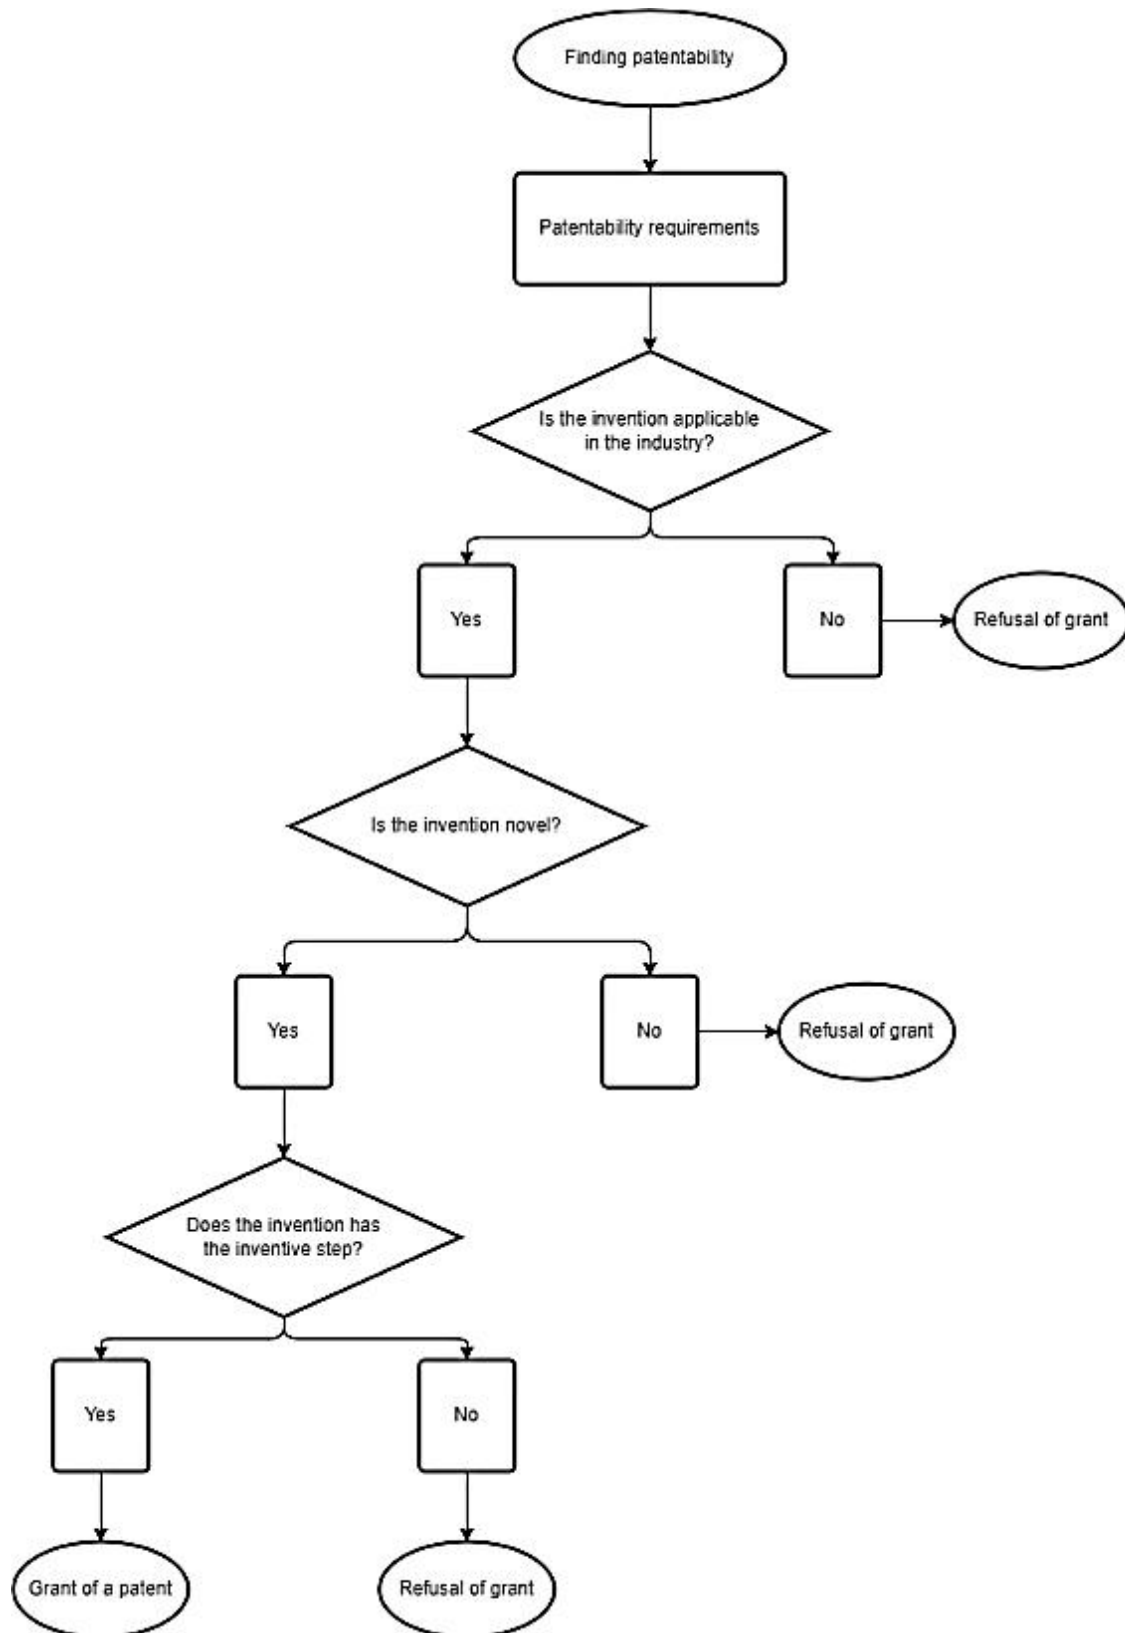 Finding patentability
Patentability requirements
Is the invention applicable
in the industry?
Yes
No
Refusal of grant
Is the invention novel?
Yes
No
Refusal of grant
Does the invention has
the inventive step?
Yes
No
Grant of a patent
Refusal of grant